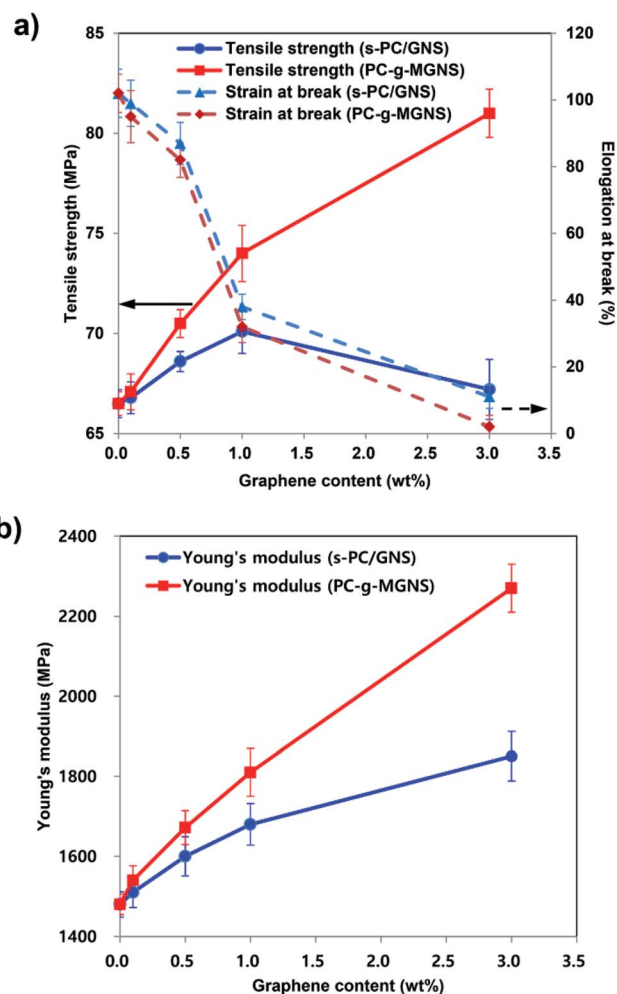 a)
85
80
75
70
65
Tensile strength (MPa)
Tensile strength (s-PC/GNS)
Tensile strength (PC-g-MGNS)
Strain at break (s-PC/GNS)
Strain at break (PC-g-MGNS)
120
100
80
60
40
20
0
Elongation at break (%)
0.0 0.5 1.0 1.5 2.0 2.5 3.0 3.5
Graphene content (wt%)
b)
2400
2200
2000
1800
1600
1400
Young's modulus (MPa)
Young's modulus (s-PC/GNS)
Young's modulus (PC-g-MGNS)
0.0 0.5 1.0 1.5 2.0 2.5 3.0 3.5
Graphene content (wt%)